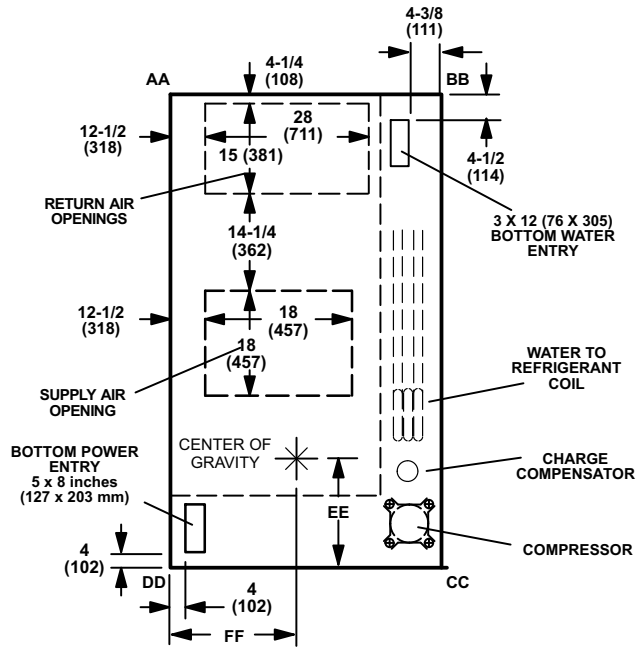 4-3/8
(111)
AA
4-1/4
(108)
BB
12-1/2
(318)
28
(711)
15 (381)
4-1/2
(114)
RETURN AIR
OPENINGS
3 X 12 (76 X 305)
BOTTOM WATER
ENTRY
14-1/4
(362)
12-1/2
(318)
18
(457)
18
(457)
WATER TO
REFRIGERANT
COIL
SUPPLY AIR
OPENING
BOTTOM POWER
ENTRY
5 x 8 inches
(127 x 203 mm)
CENTER OF
GRAVITY
CHARGE
COMPENSATOR
EE
COMPRESSOR
4
(102)
DD
CC
4
(102)
FF